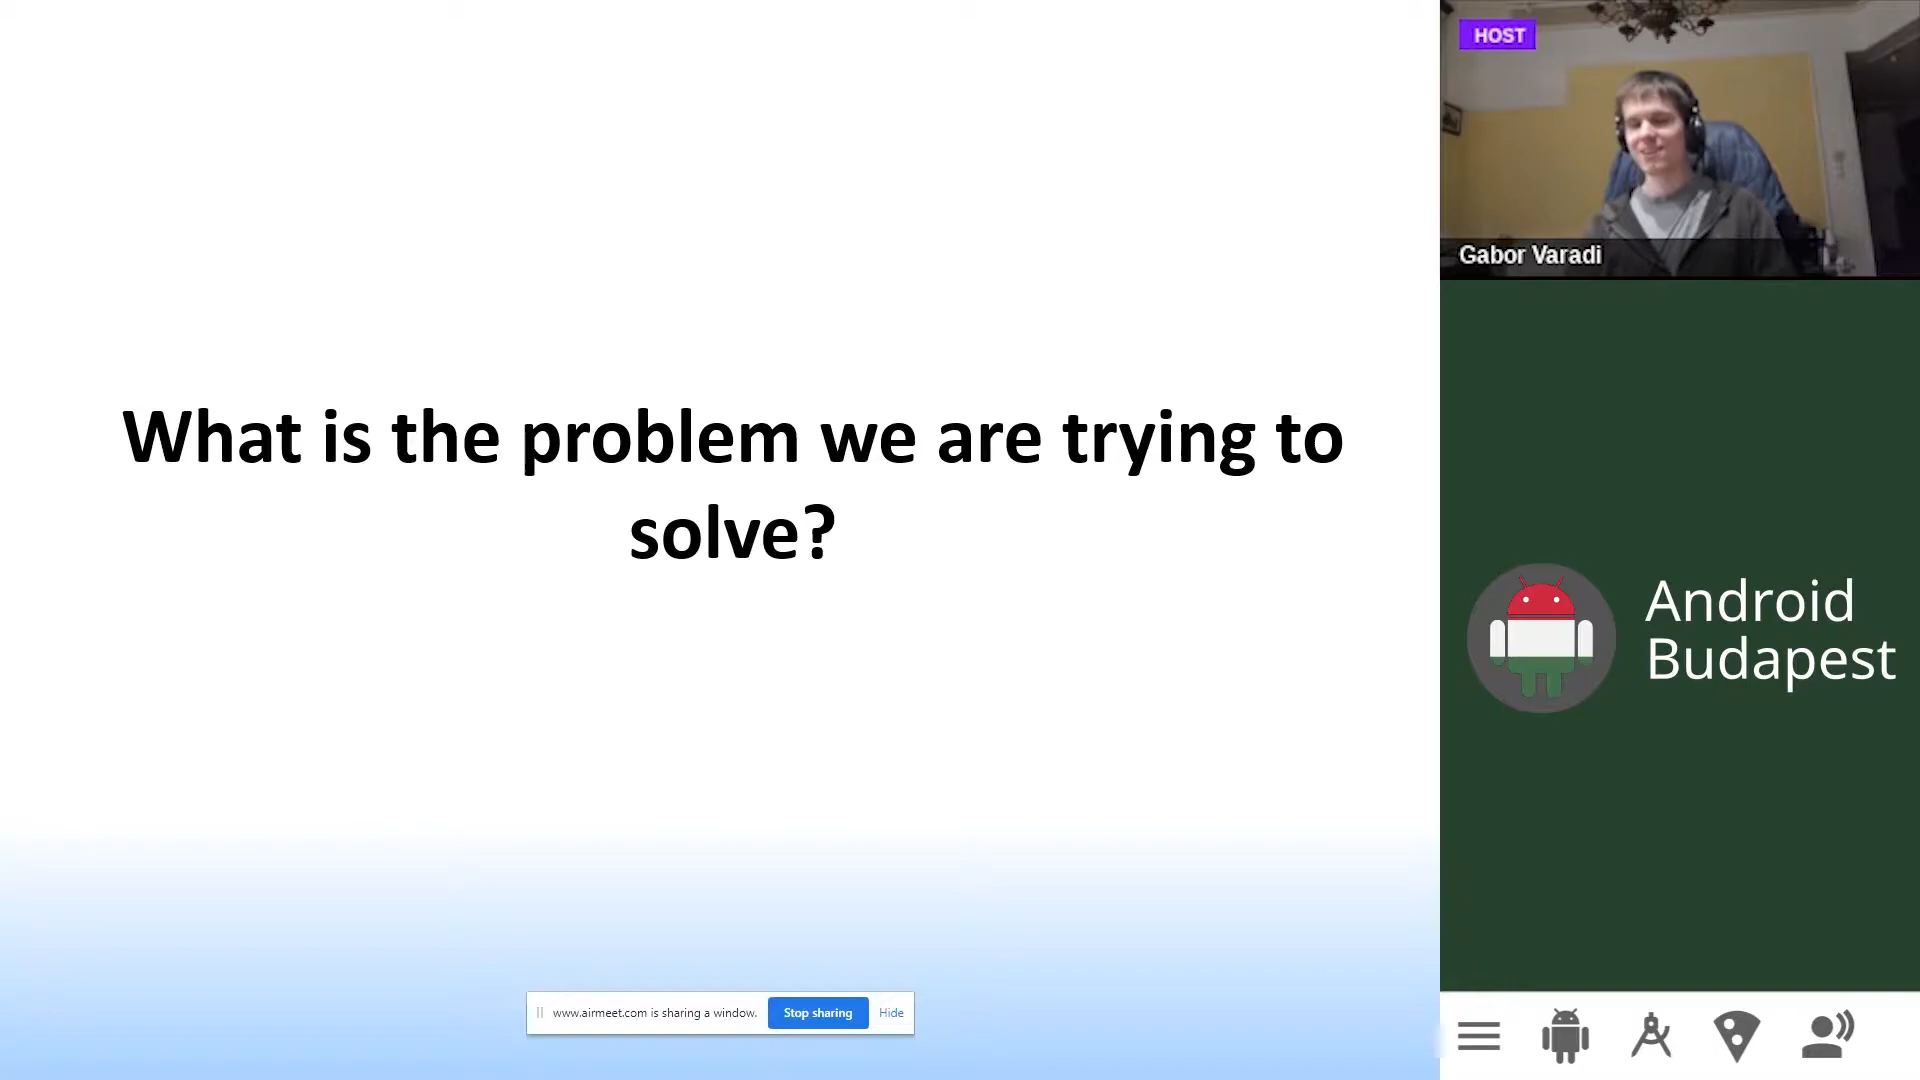 What is the problem we are trying to
solve?
www.airmeet.com is sharing a window.
Stop sharing
Hide
HOST
Gabor Varadi
Android
Budapest